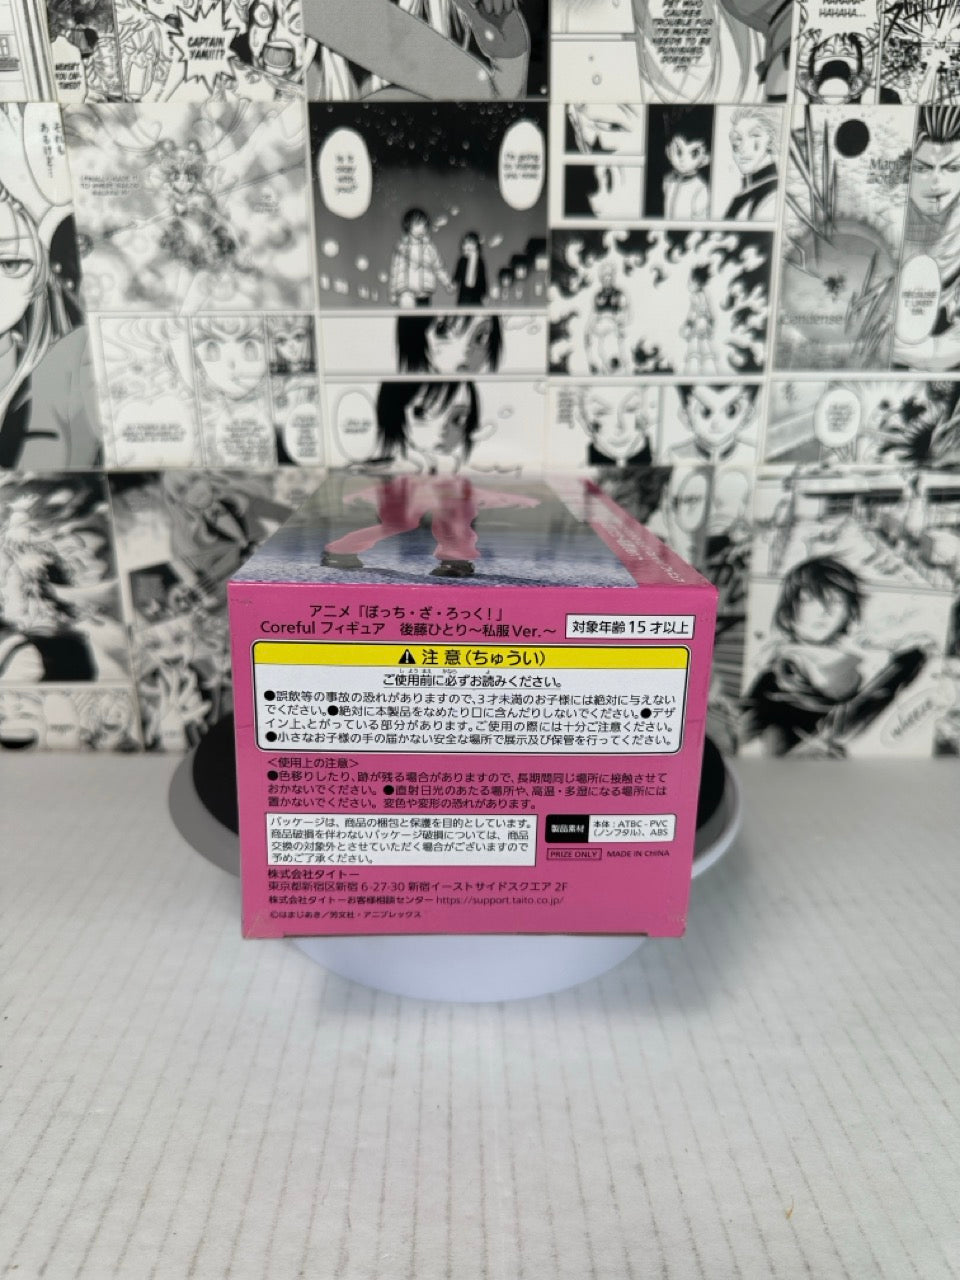 CAPTAIN
YAMI!!?
PET WHO
CAUSES
TROUBLE FOR
ITS MASTER
NEEDS TO BE
PUNISHED,
DOESN'T
IT?
HAHAHA...
Is it
okay
with
you?
BECAUSE
I LIKED
アニメ「ぼっち・ざ・ろっく!」
Coreful フィギュア 後藤ひとり〜私服Ver.〜
対象年齢15才以上
注意(ちゅうい)
ご使用前に必ずお読みください。
●誤飲等の事故の恐れがありますので、3才未満のお子様には絶対に与えない
でください。●絶対に本製品をなめたり口に含んだりしないでください。●デザ
イン上、とがっている部分があります。ご使用の際には十分ご注意ください。
●小さなお子様の手の届かない安全な場所で展示及び保管を行ってください。
<使用上の注意>
●色移りしたり、跡が残る場合がありますので、長期間同じ場所に接触させて
おかないでください。●直射日光のあたる場所や、高温・多湿になる場所には
置かないでください。変色や変形の恐れがあります。
パッケージは、商品の梱包と保護を目的としています。
商品破損を伴わないパッケージ破損については、商品
交換の対象外とさせていただく場合がございますので
予めご了承ください。
製品素材
本体:ATBC-PVC
(ノンフタル)、ABS
PRIZE ONLY MADE IN CHINA
株式会社タイトー
東京都新宿区新宿 6-27-30 新宿イーストサイドスクエア 2F
株式会社タイトーお客様相談センター https://support.taito.co.jp/
©はまじあき/芳文社・アニプレックス